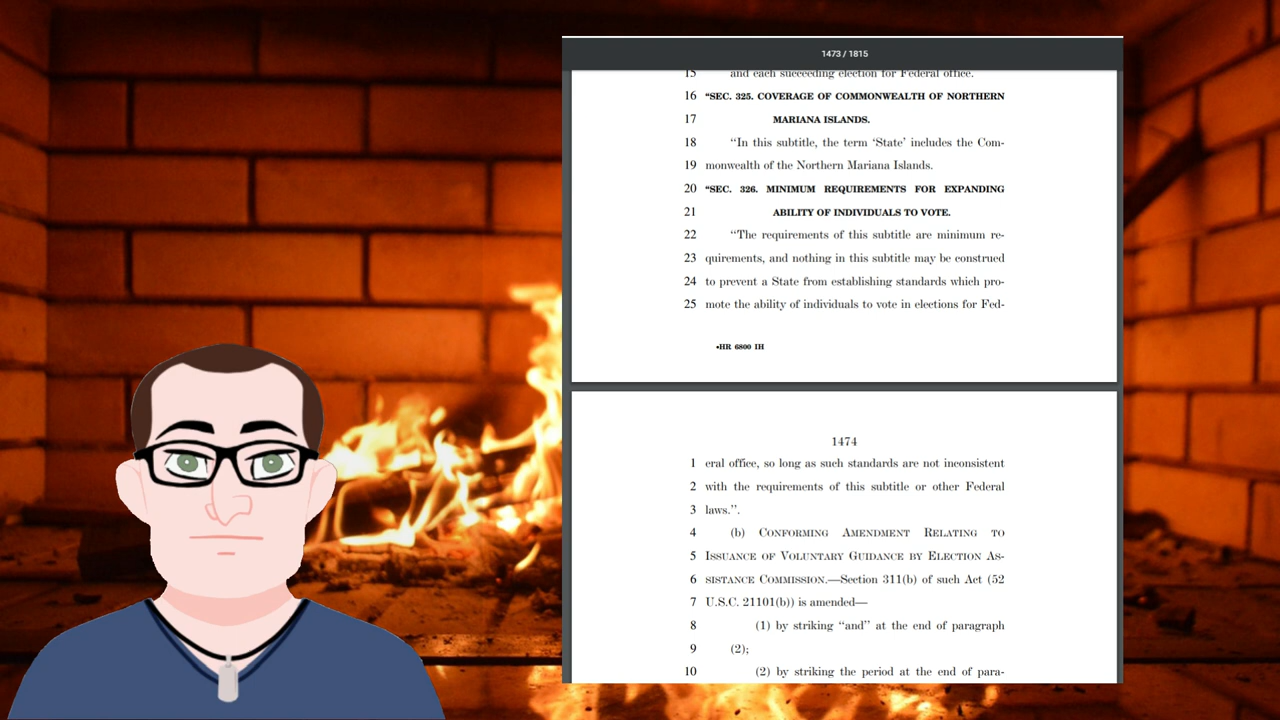 1473 / 1815
15 and each succeeding election for Federal office.
16 “SEC. 325. COVERAGE OF COMMONWEALTH OF NORTHERN
17 MARIANA ISLANDS.
18 “In this subtitle, the term ‘State’ includes the Com-
19 monwealth of the Northern Mariana Islands.
20 “SEC. 326. MINIMUM REQUIREMENTS FOR EXPANDING
21 ABILITY OF INDIVIDUALS TO VOTE.
22 “The requirements of this subtitle are minimum re-
23 quirements, and nothing in this subtitle may be construed
24 to prevent a State from establishing standards which pro-
25 mote the ability of individuals to vote in elections for Fed-
•HR 6800 IH
1474
1 eral office, so long as such standards are not inconsistent
2 with the requirements of this subtitle or other Federal
3 laws.”.
4 (b) CONFORMING AMENDMENT RELATING TO
5 ISSUANCE OF VOLUNTARY GUIDANCE BY ELECTION AS-
6 SISTANCE COMMISSION.—Section 311(b) of such Act (52
7 U.S.C. 21101(b)) is amended—
8 (1) by striking “and” at the end of paragraph
9 (2);
10 (2) by striking the period at the end of para-